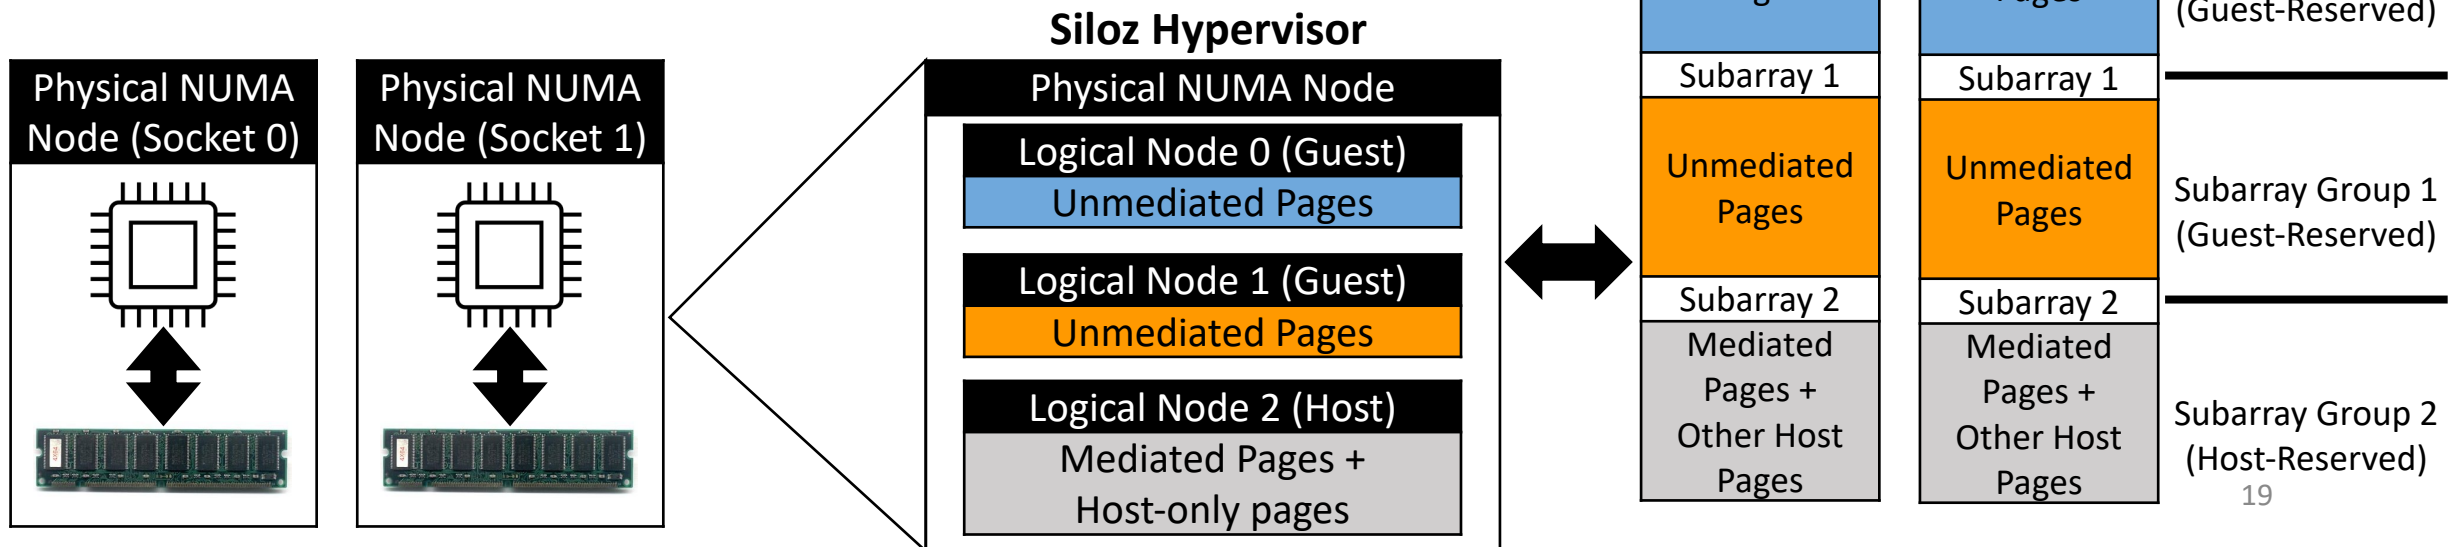 Siloz Hypervisor
Physical NUMA
Node (Socket 0)
Physical NUMA
Node (Socket 1)
Physical NUMA Node
Logical Node 0 (Guest)
Unmediated Pages
Logical Node 1 (Guest)
Unmediated Pages
Logical Node 2 (Host)
Mediated Pages +
Host-only pages
Subarray 1
Unmediated
Pages
Subarray 2
Mediated
Pages +
Other Host
Pages
Pages
Subarray 1
Unmediated
Pages
Subarray 2
Mediated
Pages +
Other Host
Pages
(Guest-Reserved)
Subarray Group 1
(Guest-Reserved)
Subarray Group 2
(Host-Reserved)
19